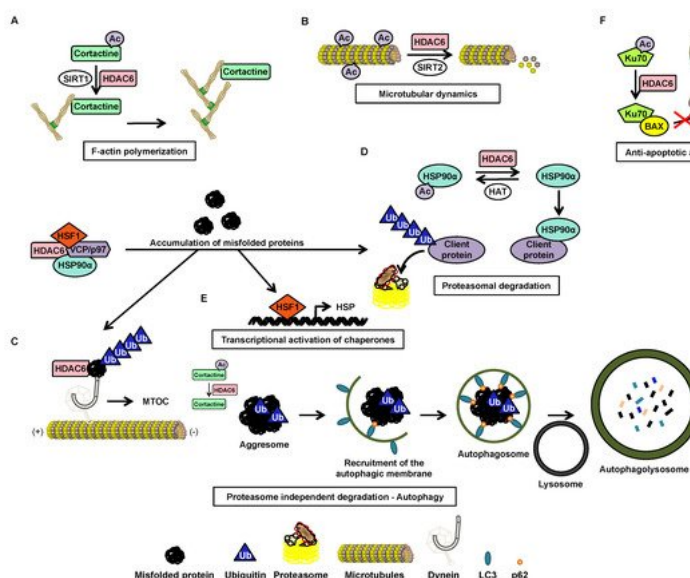 A
Ac
Cortactine
SIRT1
HDAC6
Cortactine
Cortactine
F-actin polymerization
B
Ac
Ac
Ac
HDAC6
SIRT2
Microtubular dynamics
F
Ac
Ku70
HDAC6
Ku70
BAX
Anti-apoptotic
D
HSP90α
Ac
HDAC6
HAT
HSP90α
HSP90α
Client
protein
Ub
Ub
Ub
Ub
Client
protein
Proteasomal degradation
HSF1
HDAC6
VCP/p97
HSP90α
Accumulation of misfolded proteins
E
HSF1
HSP
Transcriptional activation of chaperones
C
HDAC6
Ub
Ub
Ub
Ub
MTOC
(+)
(-)
Ac
Cortactine
HDAC6
Cortactine
Ub
Ub
Aggresome
Ub
Ub
Recruitment of the
autophagic membrane
Ub
Ub
Autophagosome
Lysosome
Autophagolysosome
Proteasome independent degradation - Autophagy
Ub
Misfolded protein
Ubiquitin
Proteasome
Microtubules
Dynein
LC3
p62